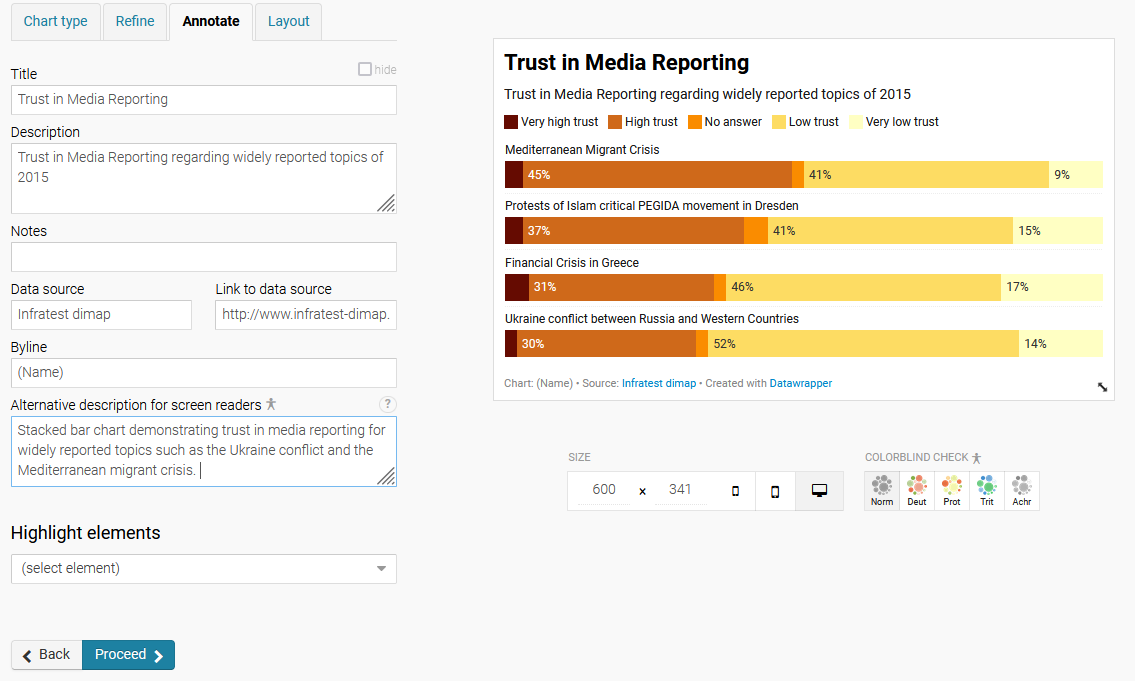 Chart type Refine Annotate Layout
Title hide
Trust in Media Reporting
Description
Trust in Media Reporting regarding widely reported topics of
2015
Notes
Data source Link to data source
Infratest dimap http://www.infratest-dimap.
Byline
(Name)
Alternative description for screen readers ?
Stacked bar chart demonstrating trust in media reporting for
widely reported topics such as the Ukraine conflict and the
Mediterranean migrant crisis.
Highlight elements
(select element)
Back Proceed
Trust in Media Reporting
Trust in Media Reporting regarding widely reported topics of 2015
Very high trust High trust No answer Low trust Very low trust
Mediterranean Migrant Crisis
45% 41% 9%
Protests of Islam critical PEGIDA movement in Dresden
37% 41% 15%
Financial Crisis in Greece
31% 46% 17%
Ukraine conflict between Russia and Western Countries
30% 52% 14%
Chart: (Name) • Source: Infratest dimap • Created with Datawrapper
SIZE COLORBLIND CHECK
600 × 341
Norm Deut Prot Trit Achr